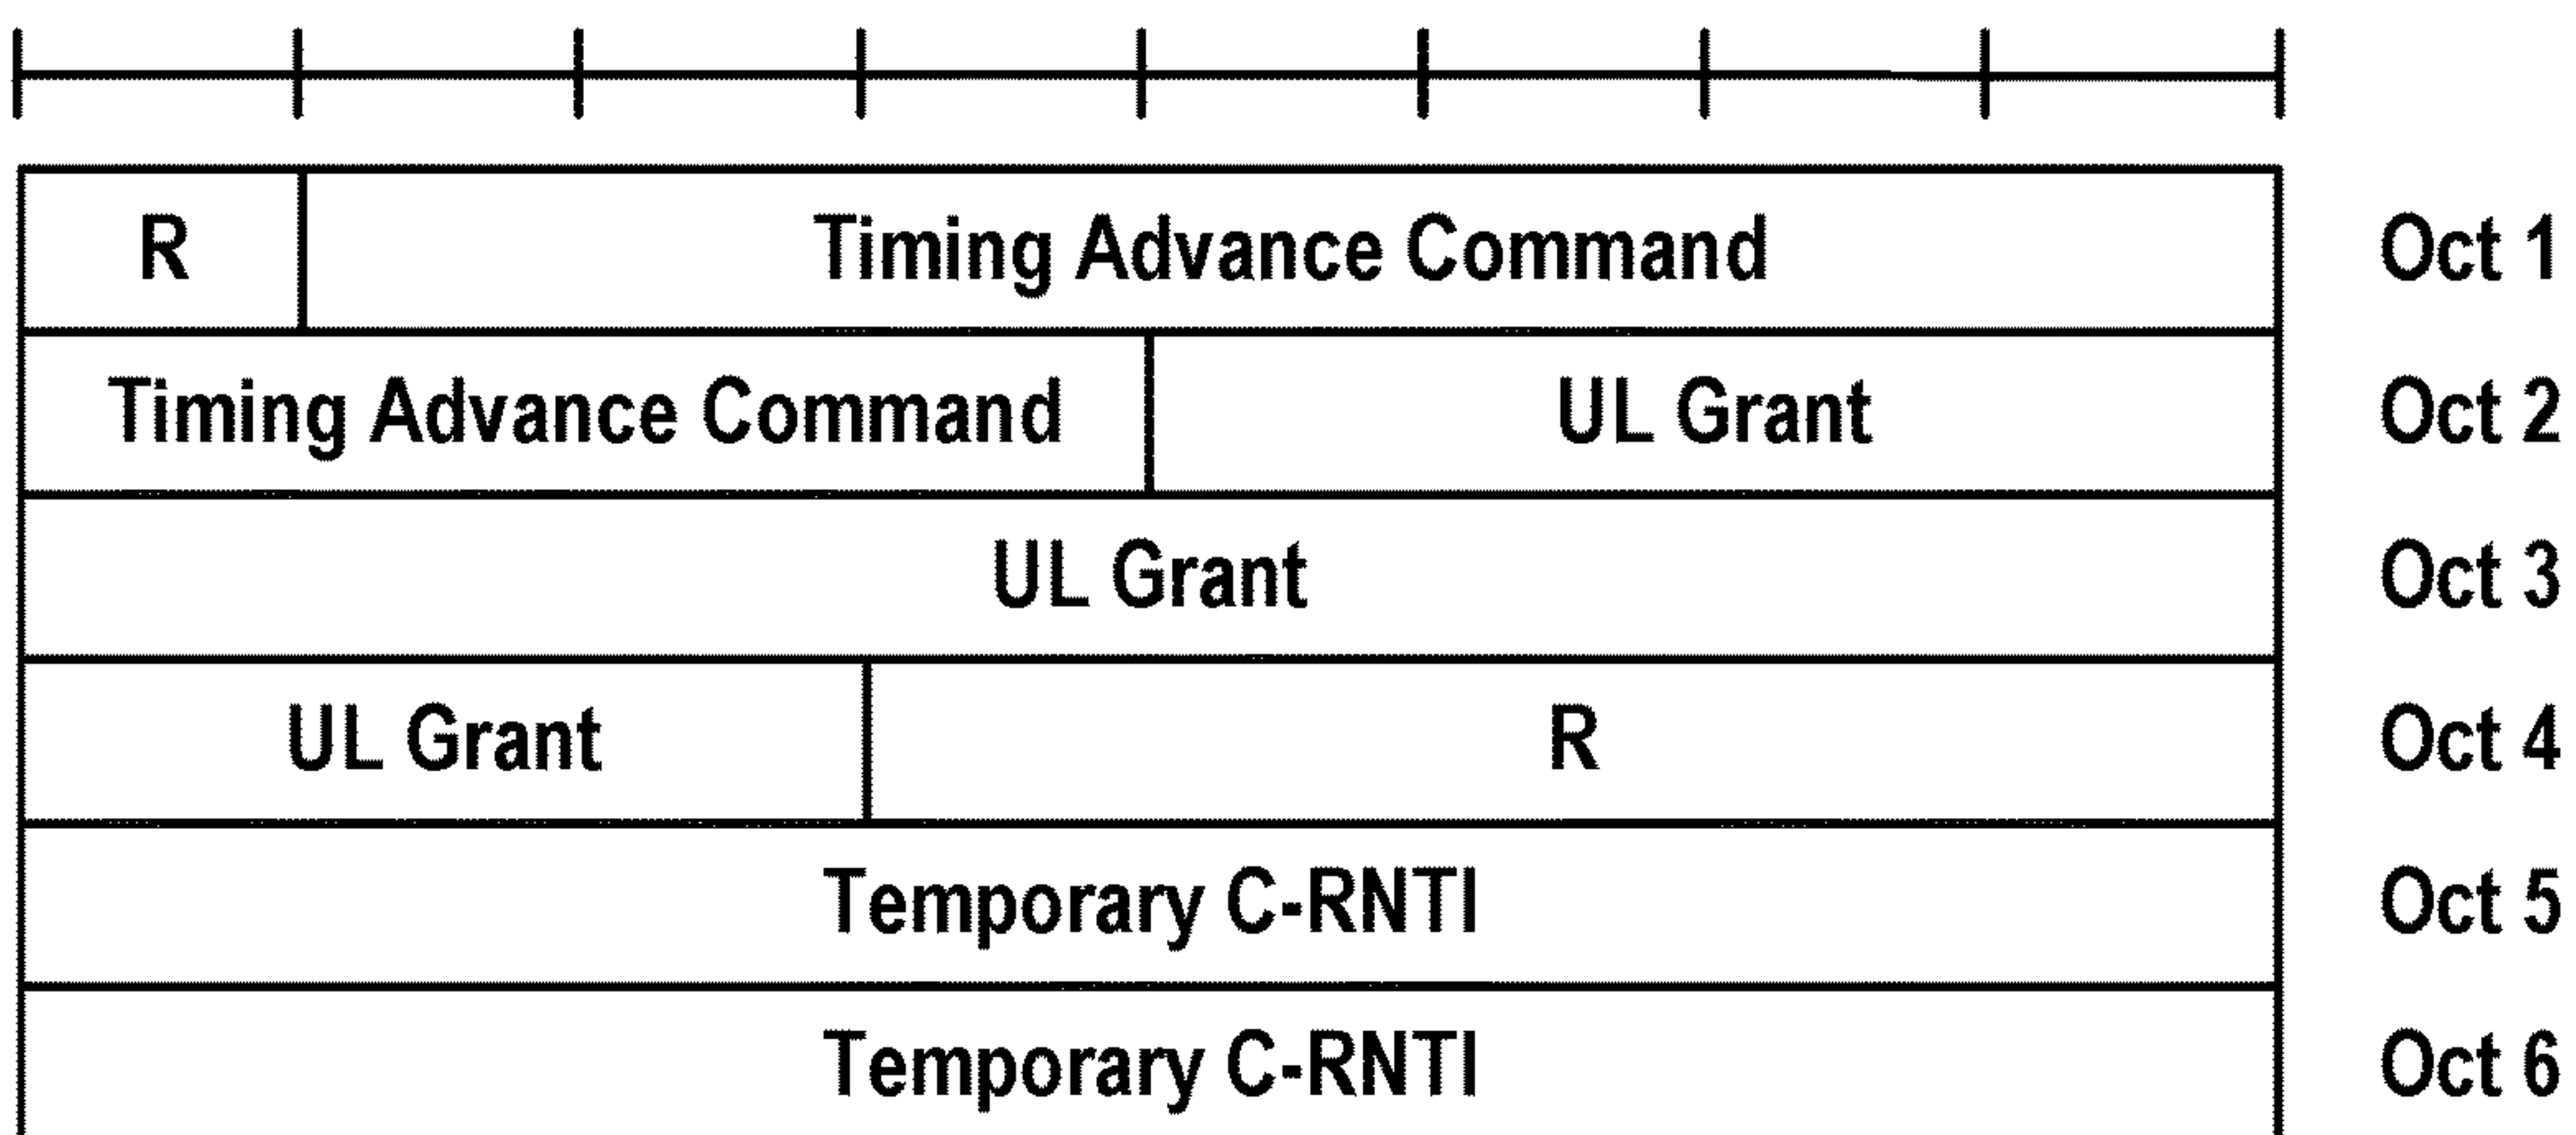 R Timing Advance Command Oct 1
Timing Advance Command UL Grant Oct 2
UL Grant Oct 3
UL Grant R Oct 4
Temporary C-RNTI Oct 5
Temporary C-RNTI Oct 6